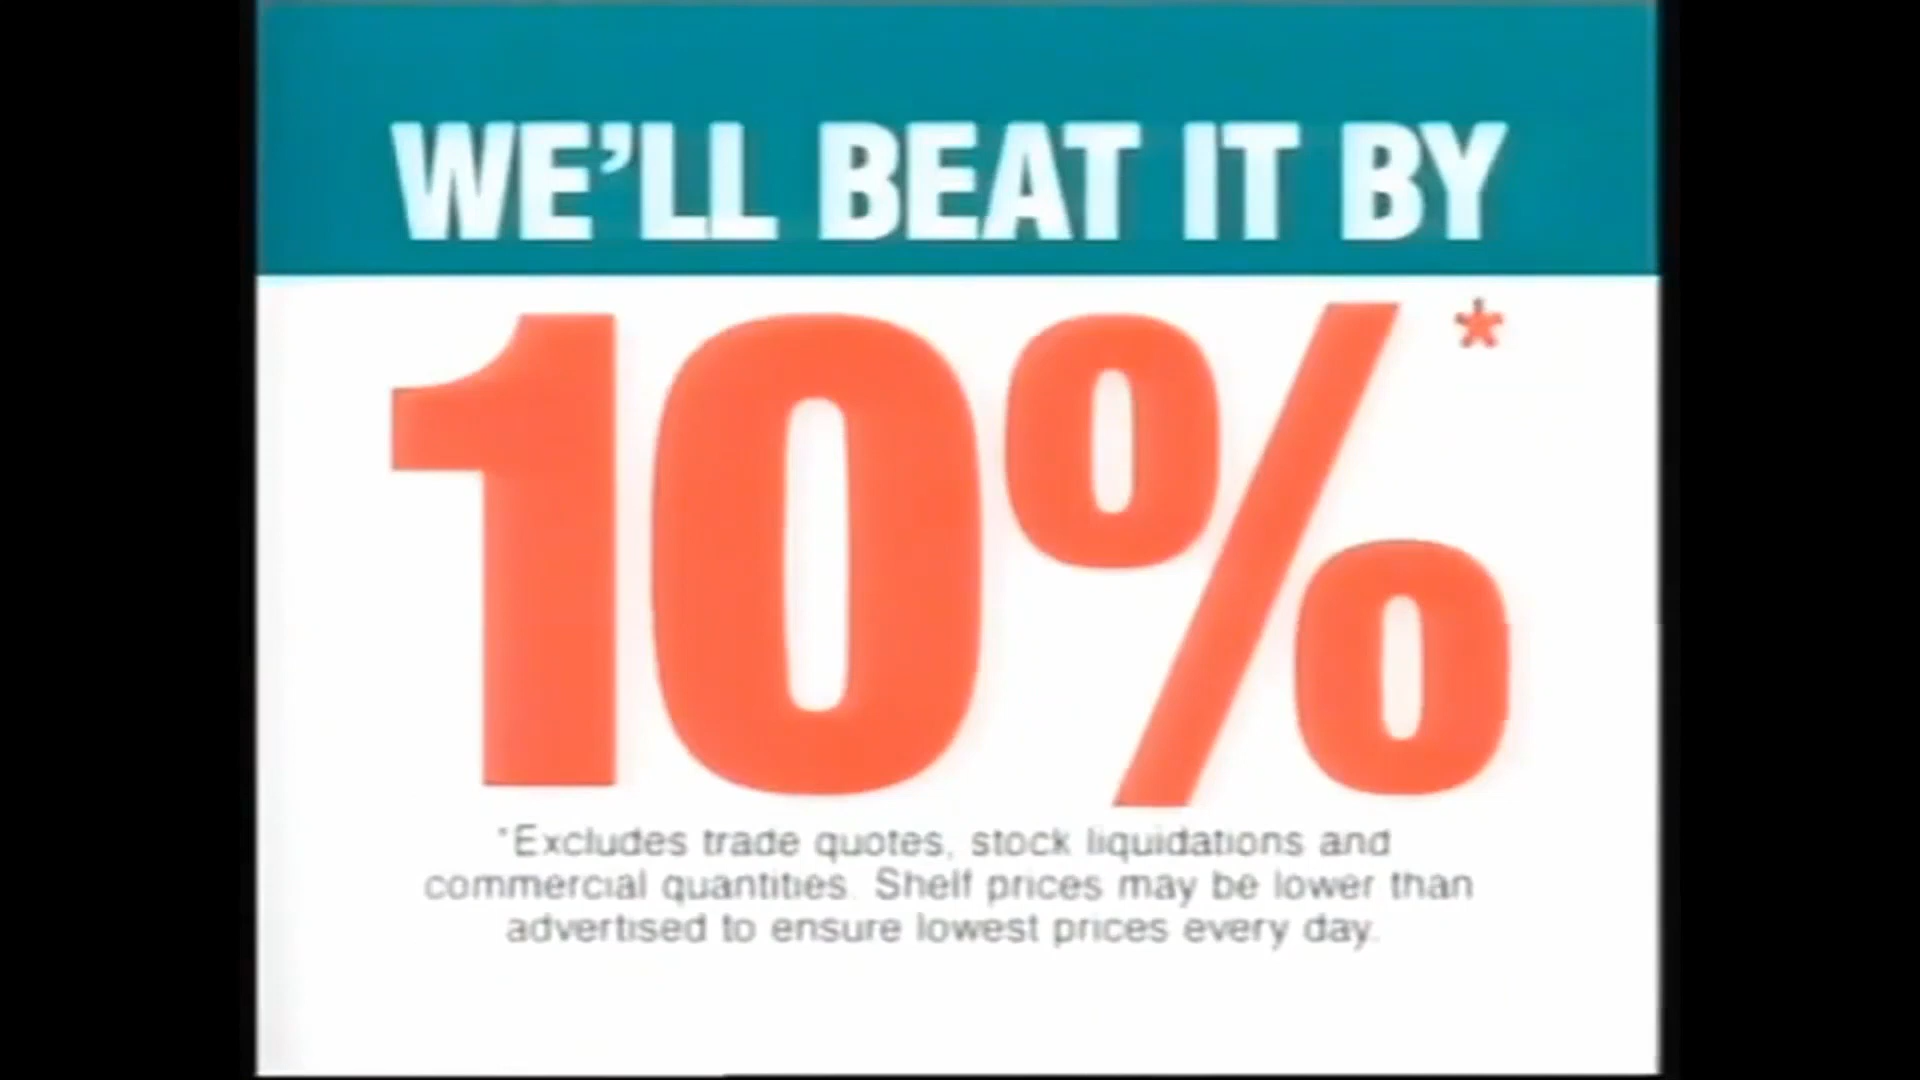 WE'LL BEAT IT BY
10%*
*Excludes trade quotes, stock liquidations and
commercial quantities. Shelf prices may be lower than
advertised to ensure lowest prices every day.